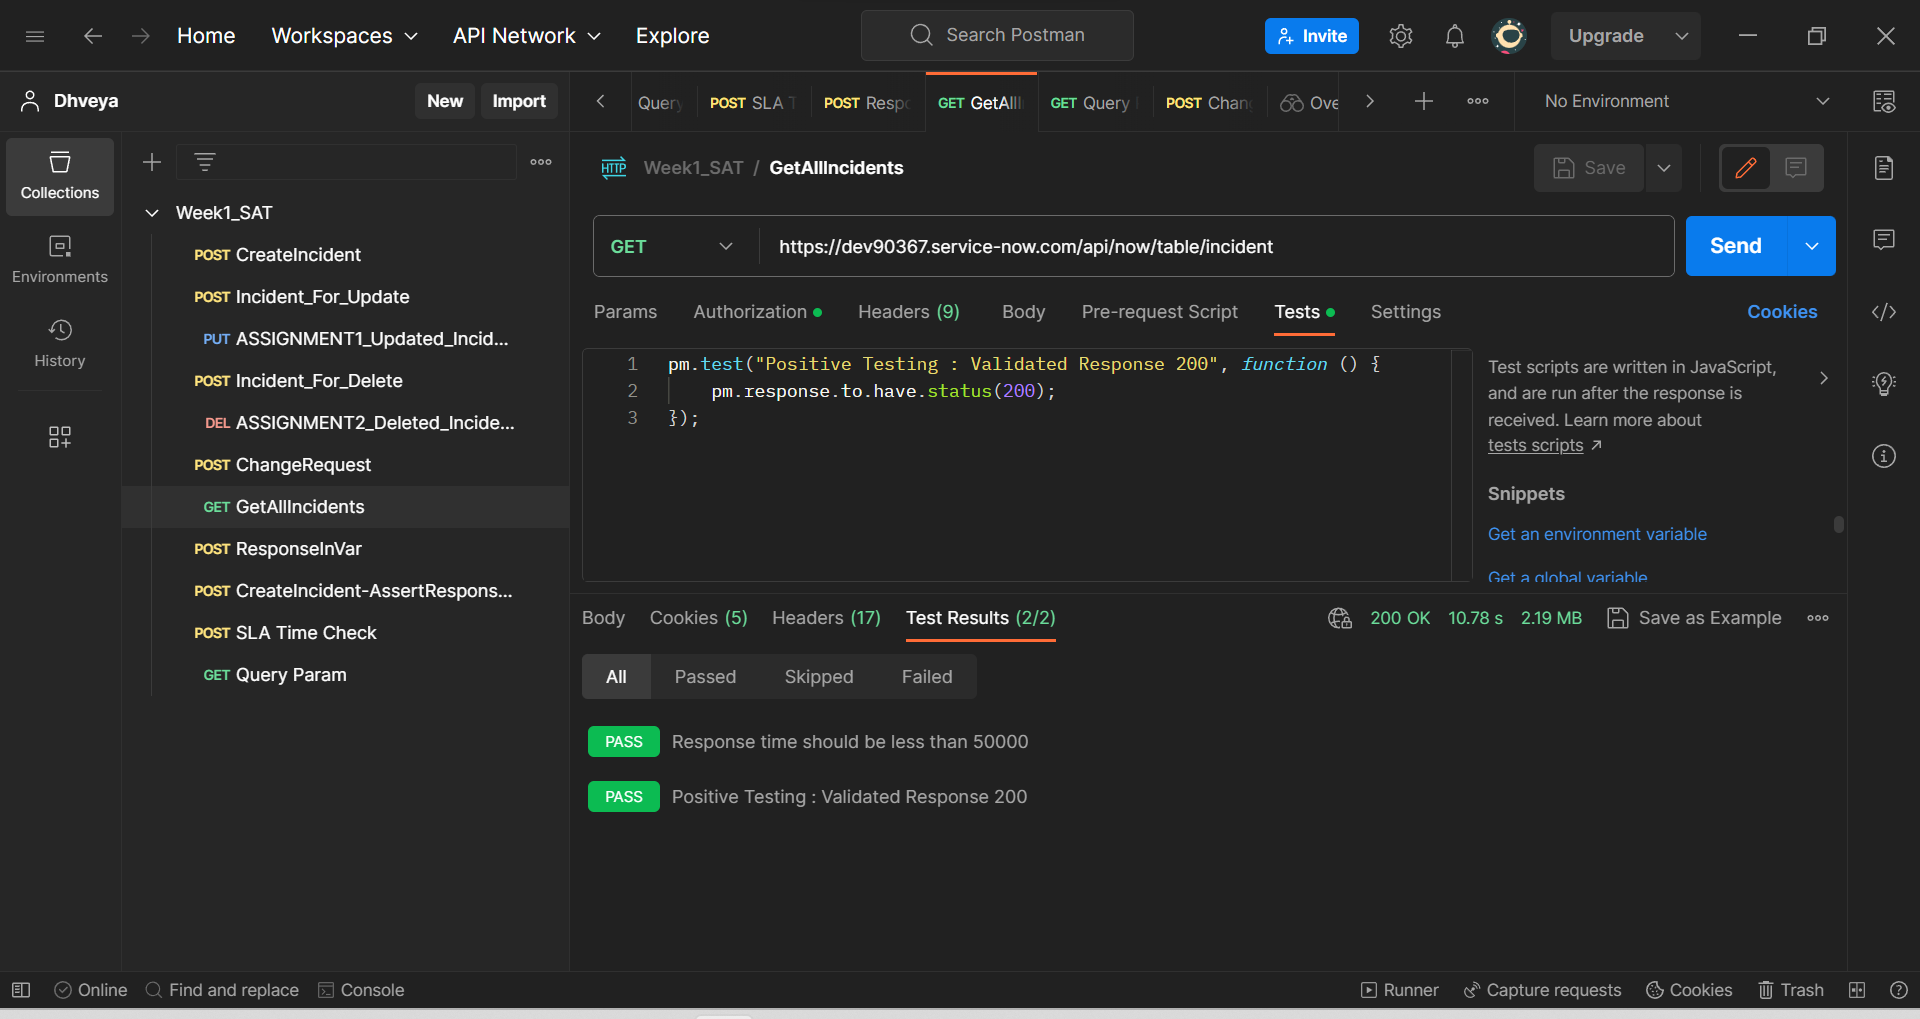 Home Workspaces API Network Explore Search Postman Invite Upgrade
Dhveya New Import
Query POST SLA POST Resp GET GetAllI GET Query POST Chan Ove No Environment
Collections
Environments
History
Week1_SAT
POST CreateIncident
POST Incident_For_Update
PUT ASSIGNMENT1_Updated_Incid...
POST Incident_For_Delete
DEL ASSIGNMENT2_Deleted_Incide...
POST ChangeRequest
GET GetAllIncidents
POST ResponseInVar
POST CreateIncident-AssertRespons...
POST SLA Time Check
GET Query Param
HTTP Week1_SAT / GetAllIncidents Save
GET https://dev90367.service-now.com/api/now/table/incident Send
Params Authorization Headers (9) Body Pre-request Script Tests Settings Cookies
1 pm.test("Positive Testing : Validated Response 200", function () {
2 pm.response.to.have.status(200);
3 });
Test scripts are written in JavaScript,
and are run after the response is
received. Learn more about
tests scripts ↗
Snippets
Get an environment variable
Get a global variable
Body Cookies (5) Headers (17) Test Results (2/2) 200 OK 10.78 s 2.19 MB Save as Example
All Passed Skipped Failed
PASS Response time should be less than 50000
PASS Positive Testing : Validated Response 200
Online Find and replace Console Runner Capture requests Cookies Trash